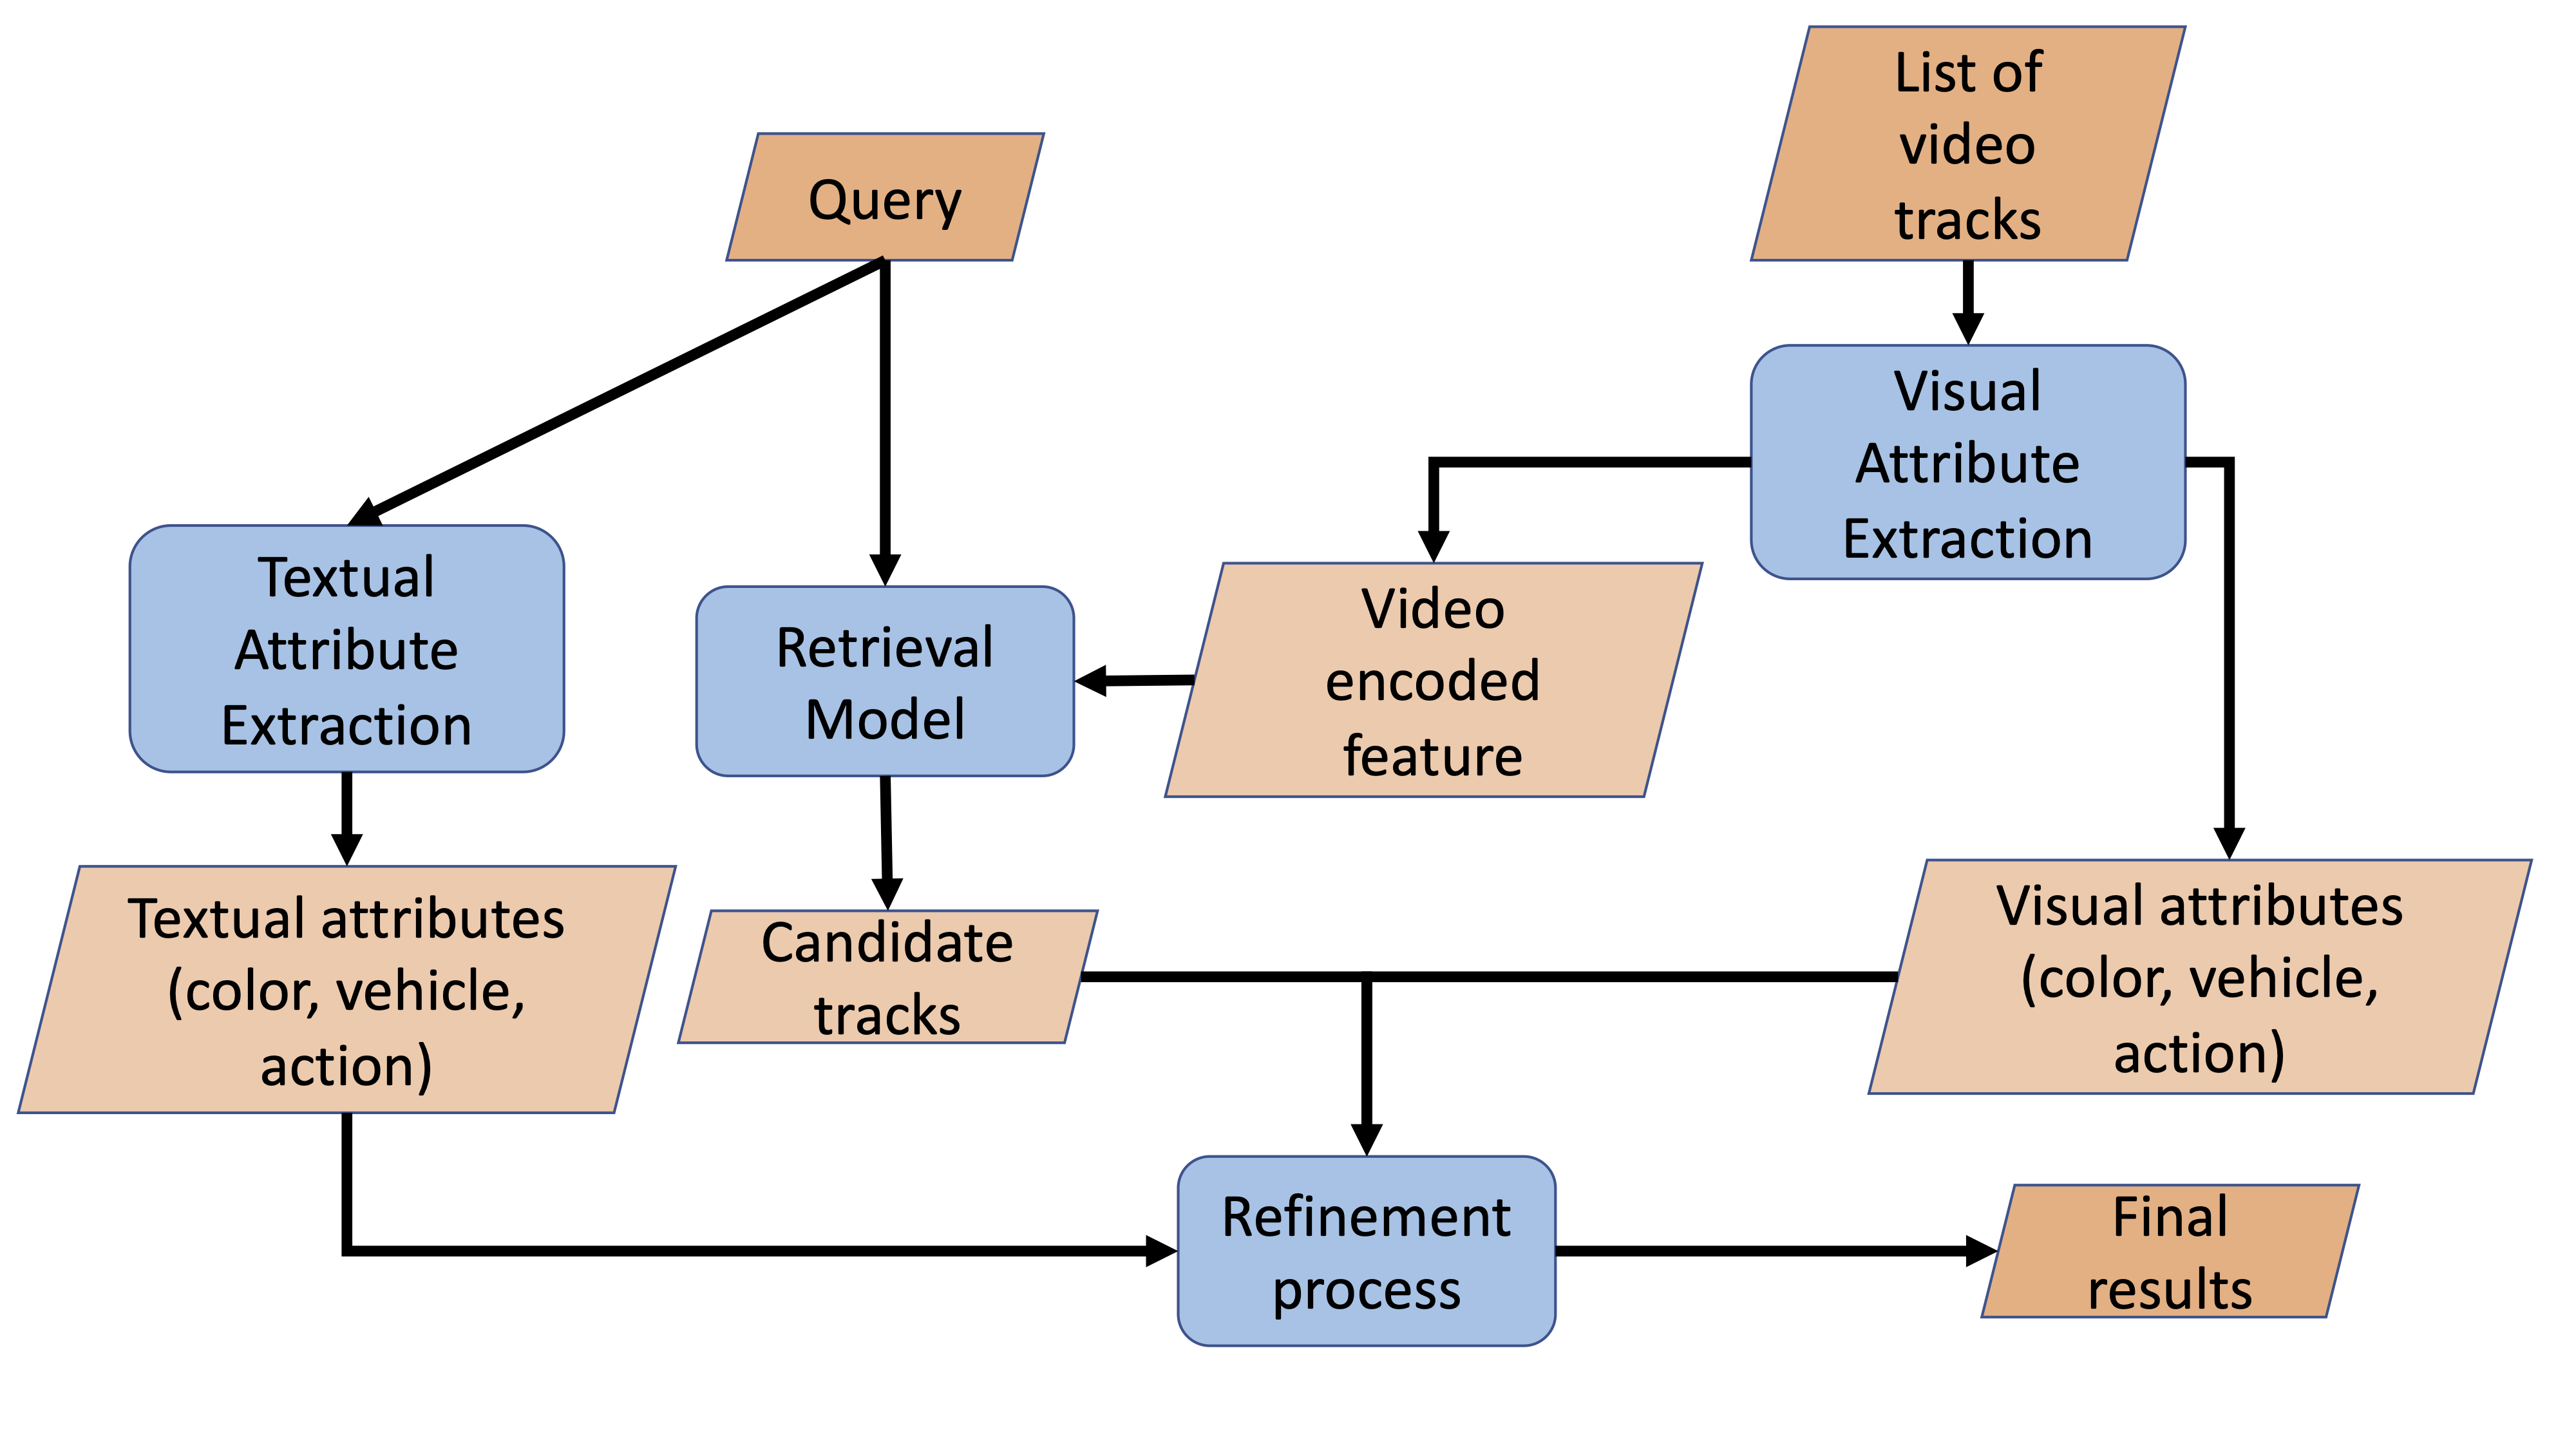 List of
video
tracks
Query
Visual
Attribute
Extraction
Textual
Attribute
Extraction
Retrieval
Model
Video
encoded
feature
Textual attributes
(color, vehicle,
action)
Candidate
tracks
Visual attributes
(color, vehicle,
action)
Refinement
process
Final
results